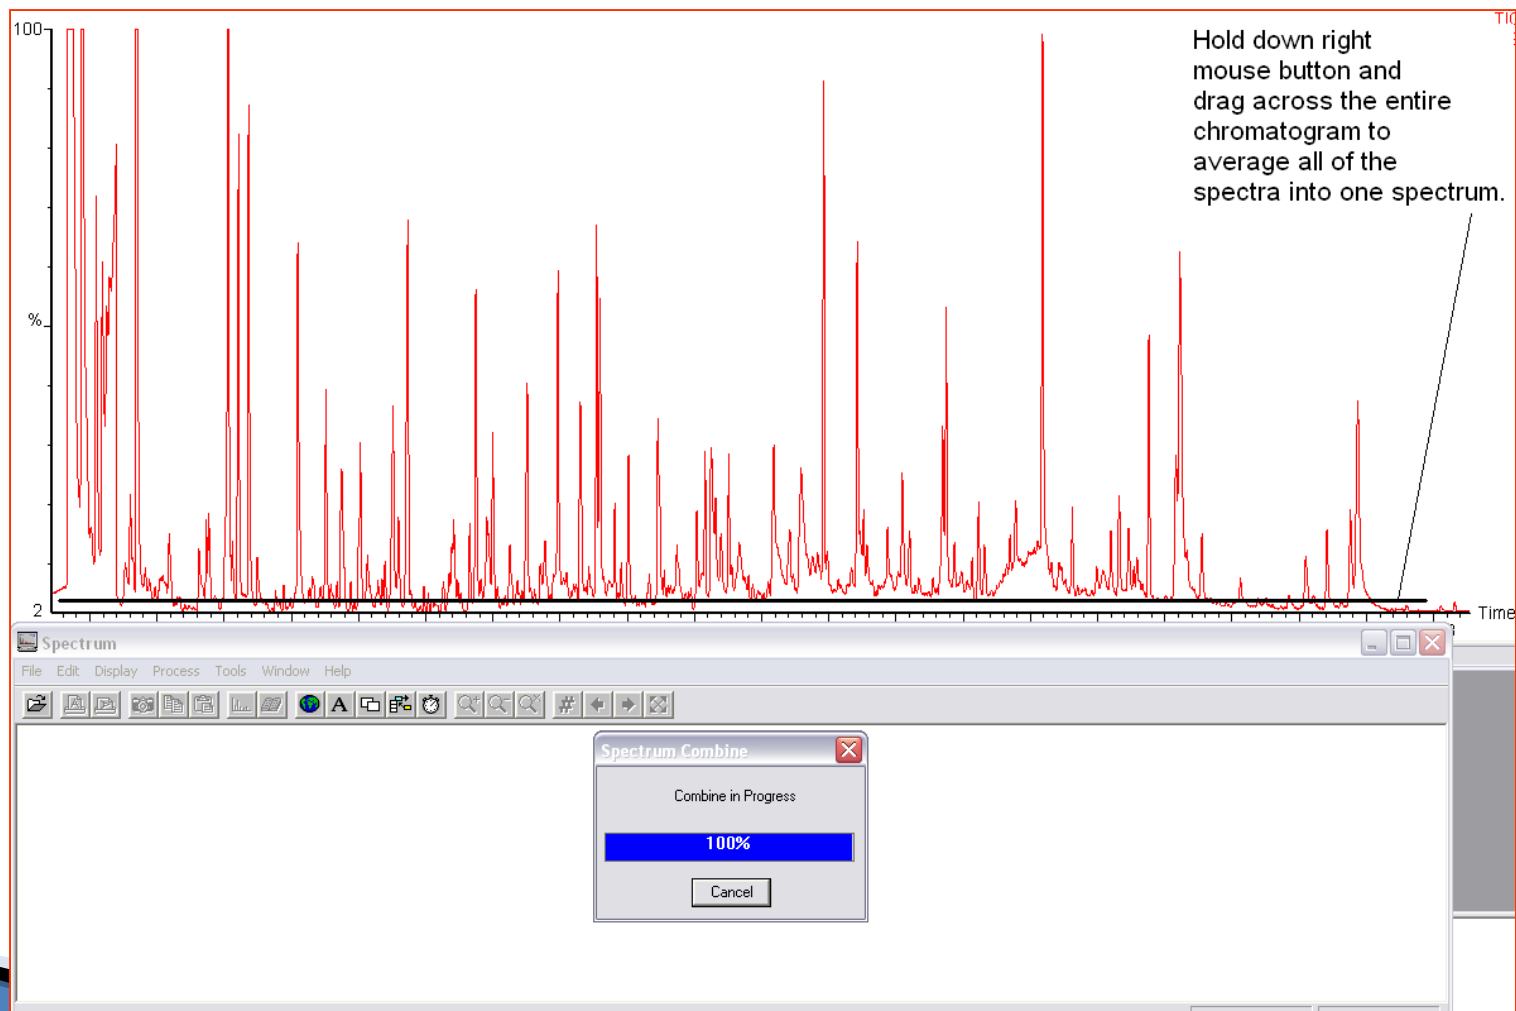 100
TIC
Hold down right
mouse button and
drag across the entire
chromatogram to
average all of the
spectra into one spectrum.
%
2
Time
Spectrum
File Edit Display Process Tools Window Help
A
#
Spectrum Combine
Combine in Progress
100%
Cancel